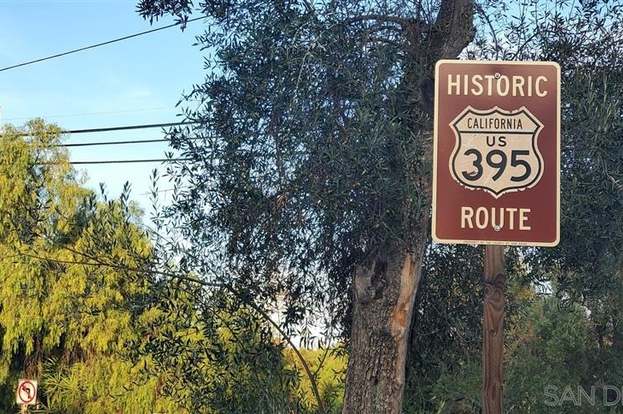 HISTORIC
CALIFORNIA
US
395
ROUTE
SAN D